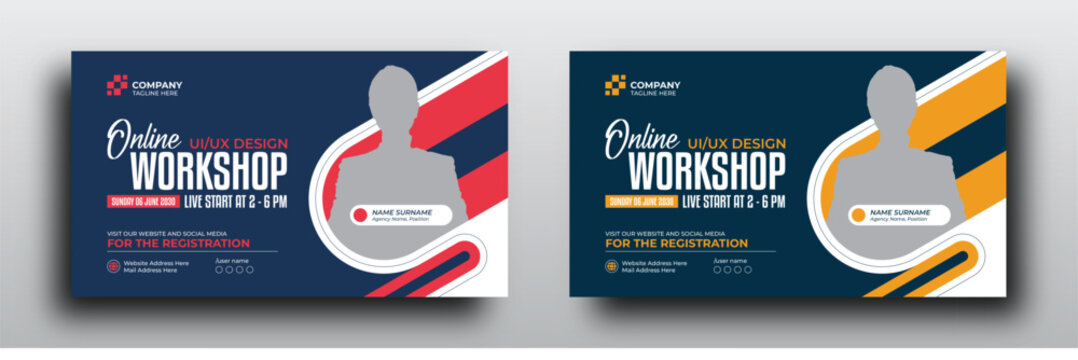 COMPANY
TAGLINE HERE
Online UI/UX DESIGN
WORKSHOP
SUNDAY 06 JUNE 2030 LIVE START AT 2 - 6 PM
NAME SURNAME
Agency Name, Position
VISIT OUR WEBSITE AND SOCIAL MEDIA
FOR THE REGISTRATION
Website Address Here /user name
Mail Address Here
COMPANY
TAGLINE HERE
Online UI/UX DESIGN
WORKSHOP
SUNDAY 06 JUNE 2030 LIVE START AT 2 - 6 PM
NAME SURNAME
Agency Name, Position
VISIT OUR WEBSITE AND SOCIAL MEDIA
FOR THE REGISTRATION
Website Address Here /user name
Mail Address Here